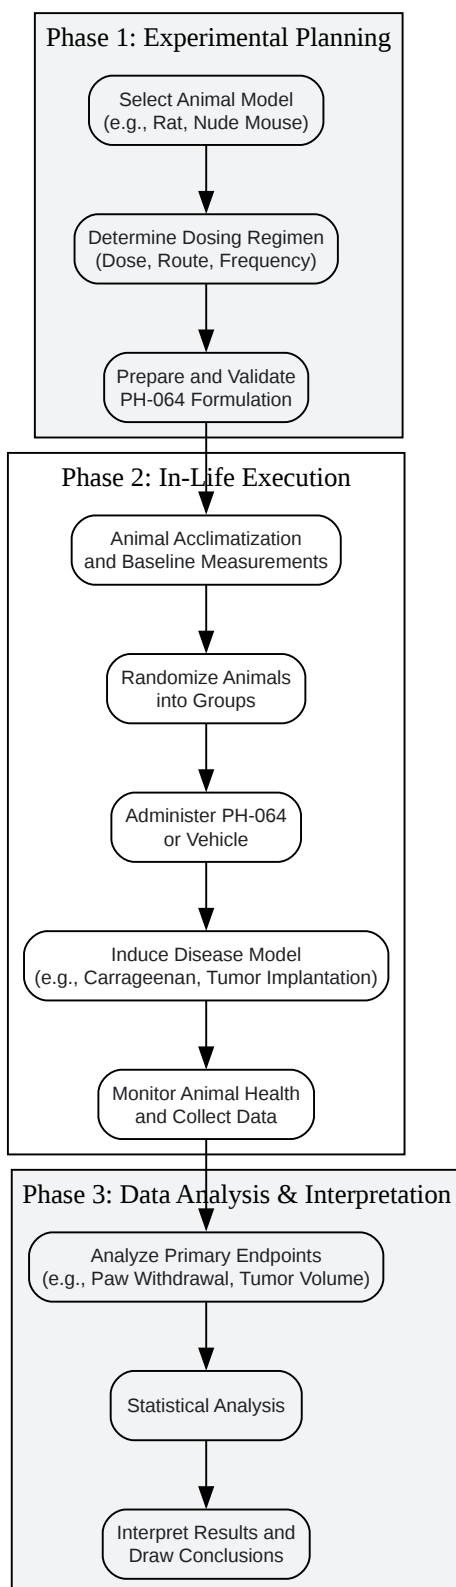 Phase 1: Experimental Planning
Select Animal Model
(e.g., Rat, Nude Mouse)
Determine Dosing Regimen
(Dose, Route, Frequency)
Prepare and Validate
PH-064 Formulation
Phase 2: In-Life Execution
Animal Acclimatization
and Baseline Measurements
Randomize Animals
into Groups
Administer PH-064
or Vehicle
Induce Disease Model
(e.g., Carrageenan, Tumor Implantation)
Monitor Animal Health
and Collect Data
Phase 3: Data Analysis & Interpretation
Analyze Primary Endpoints
(e.g., Paw Withdrawal, Tumor Volume)
Statistical Analysis
Interpret Results and
Draw Conclusions